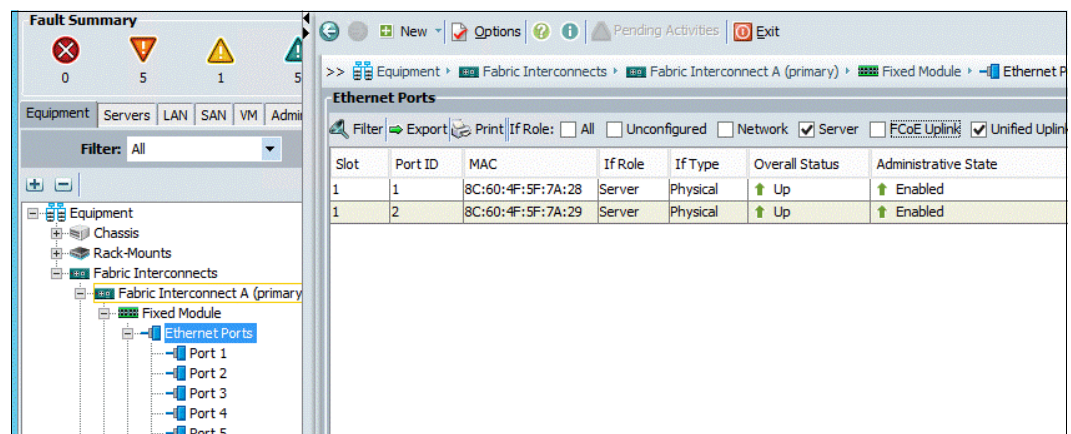 Fault Summary
0 5 1 5
Equipment Servers LAN SAN VM Admi
Filter: All
Equipment
Chassis
Rack-Mounts
Fabric Interconnects
Fabric Interconnect A (primary
Fixed Module
Ethernet Ports
Port 1
Port 2
Port 3
Port 4
Port 5
New Options Pending Activities Exit
>> Equipment Fabric Interconnects Fabric Interconnect A (primary) Fixed Module Ethernet P
Ethernet Ports
Filter Export Print If Role: All Unconfigured Network Server FCoE Uplink Unified Uplin
Slot Port ID MAC If Role If Type Overall Status Administrative State
1 1 8C:60:4F:5F:7A:28 Server Physical Up Enabled
1 2 8C:60:4F:5F:7A:29 Server Physical Up Enabled